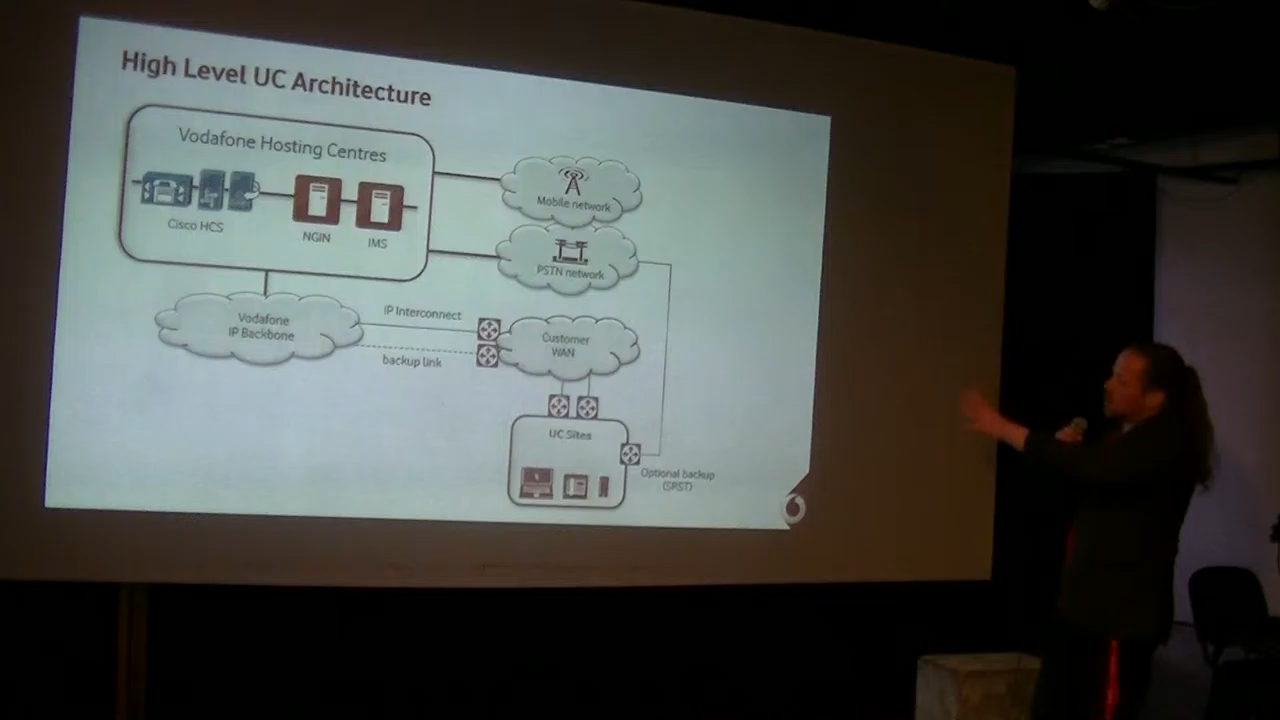 High Level UC Architecture
Vodafone Hosting Centres
Cisco HCS
NGIN
IMS
Mobile network
PSTN network
Vodafone
IP Backbone
IP Interconnect
backup link
Customer
WAN
UC Sites
Optional backup
(SRST)